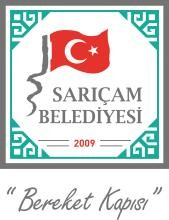 SARIÇAM
BELEDİYESİ
2009
“Bereket Kapısı”